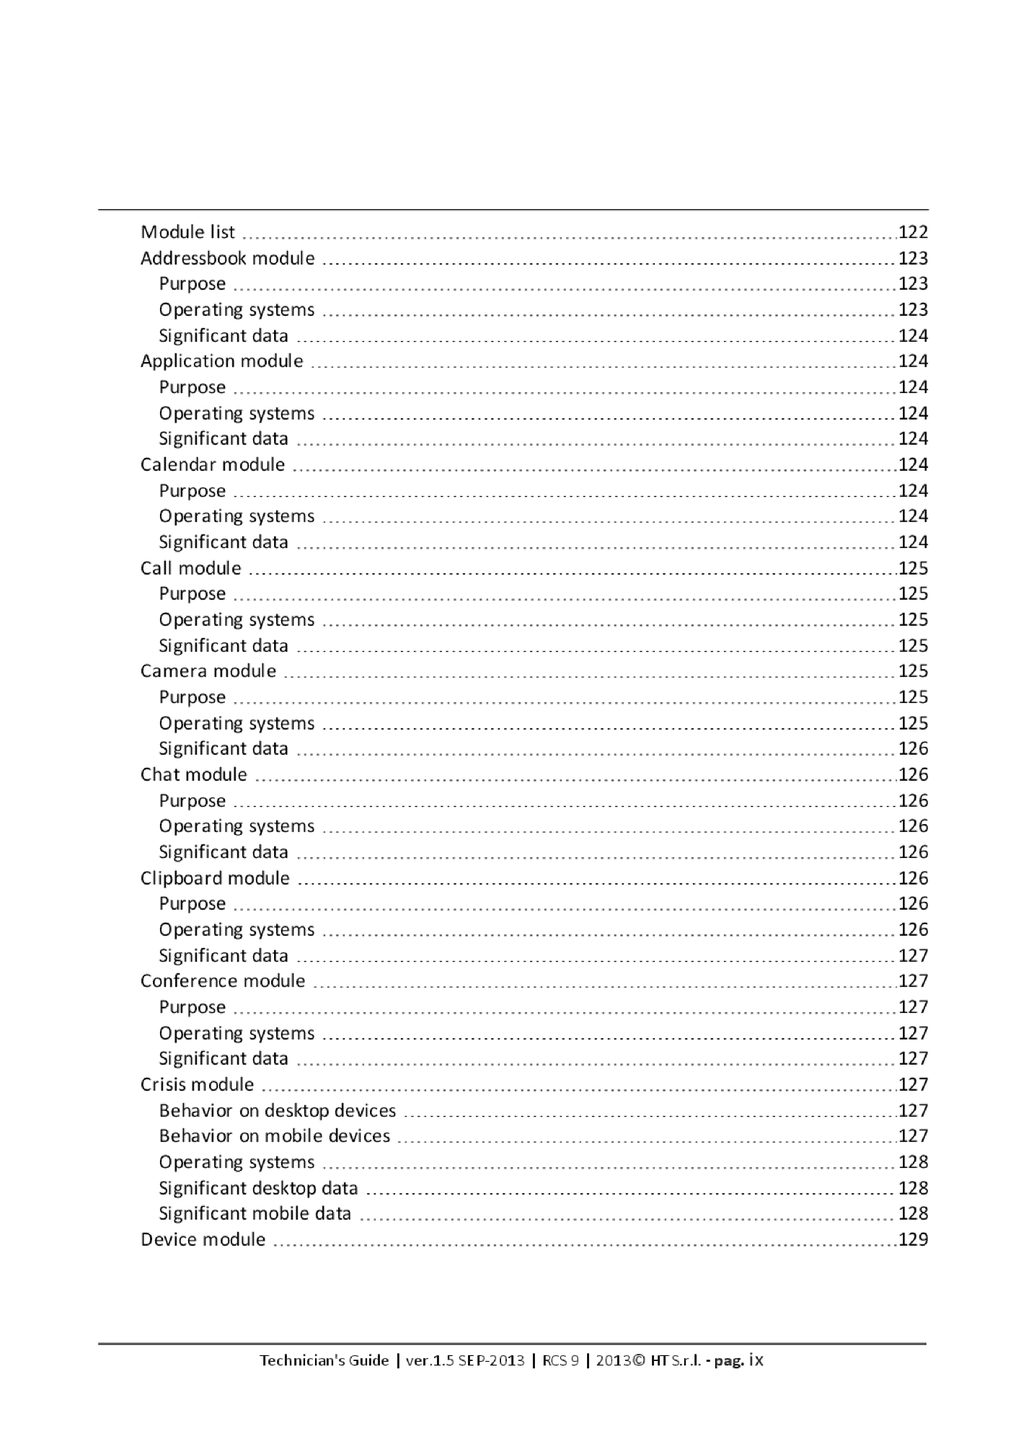 Module list 122
Addressbook module 123
Purpose 123
Operating systems 123
Significant data 124
Application module 124
Purpose 124
Operating systems 124
Significant data 124
Calendar module 124
Purpose 124
Operating systems 124
Significant data 124
Call module 125
Purpose 125
Operating systems 125
Significant data 125
Camera module 125
Purpose 125
Operating systems 125
Significant data 126
Chat module 126
Purpose 126
Operating systems 126
Significant data 126
Clipboard module 126
Purpose 126
Operating systems 126
Significant data 127
Conference module 127
Purpose 127
Operating systems 127
Significant data 127
Crisis module 127
Behavior on desktop devices 127
Behavior on mobile devices 127
Operating systems 128
Significant desktop data 128
Significant mobile data 128
Device module 129
Technician's Guide | ver.1.5 SEP-2013 | RCS 9 | 2013© HT S.r.l. - pag. ix